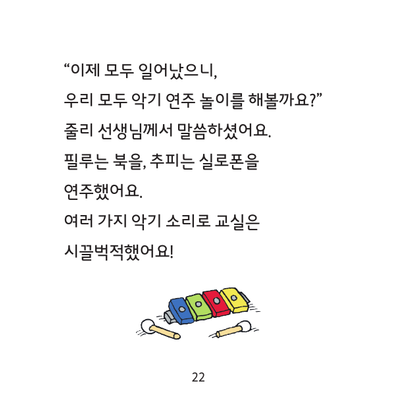 “이제 모두 일어났으니,
우리 모두 악기 연주 놀이를 해볼까요?”
줄리 선생님께서 말씀하셨어요.
필루는 북을, 추피는 실로폰을
연주했어요.
여러 가지 악기 소리로 교실은
시끌벅적했어요!
22